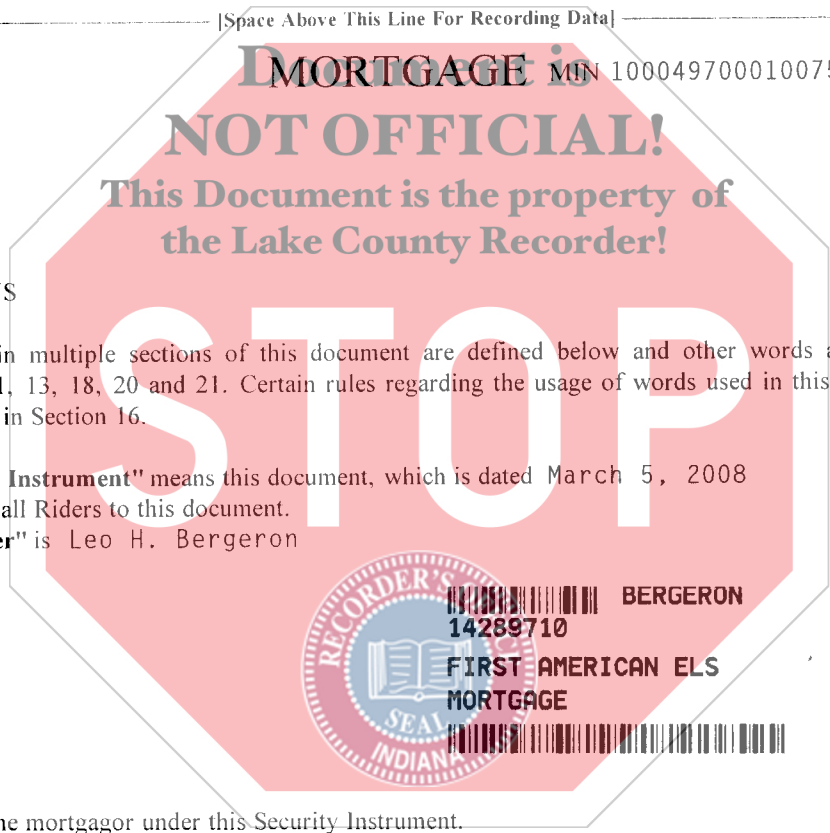 [Space Above This Line For Recording Data]
MORTGAGE MIN 10004970001007
Document is
NOT OFFICIAL!
This Document is the property of
the Lake County Recorder!
STOP
in multiple sections of this document are defined below and other words
13, 18, 20 and 21. Certain rules regarding the usage of words used in this
in Section 16.
Instrument" means this document, which is dated March 5, 2008
all Riders to this document.
er" is Leo H. Bergeron
RECORDER'S OFFICE
SEAL
INDIANA
BERGERON
14289710
FIRST AMERICAN ELS
MORTGAGE
mortgagor under this Security Instrument.